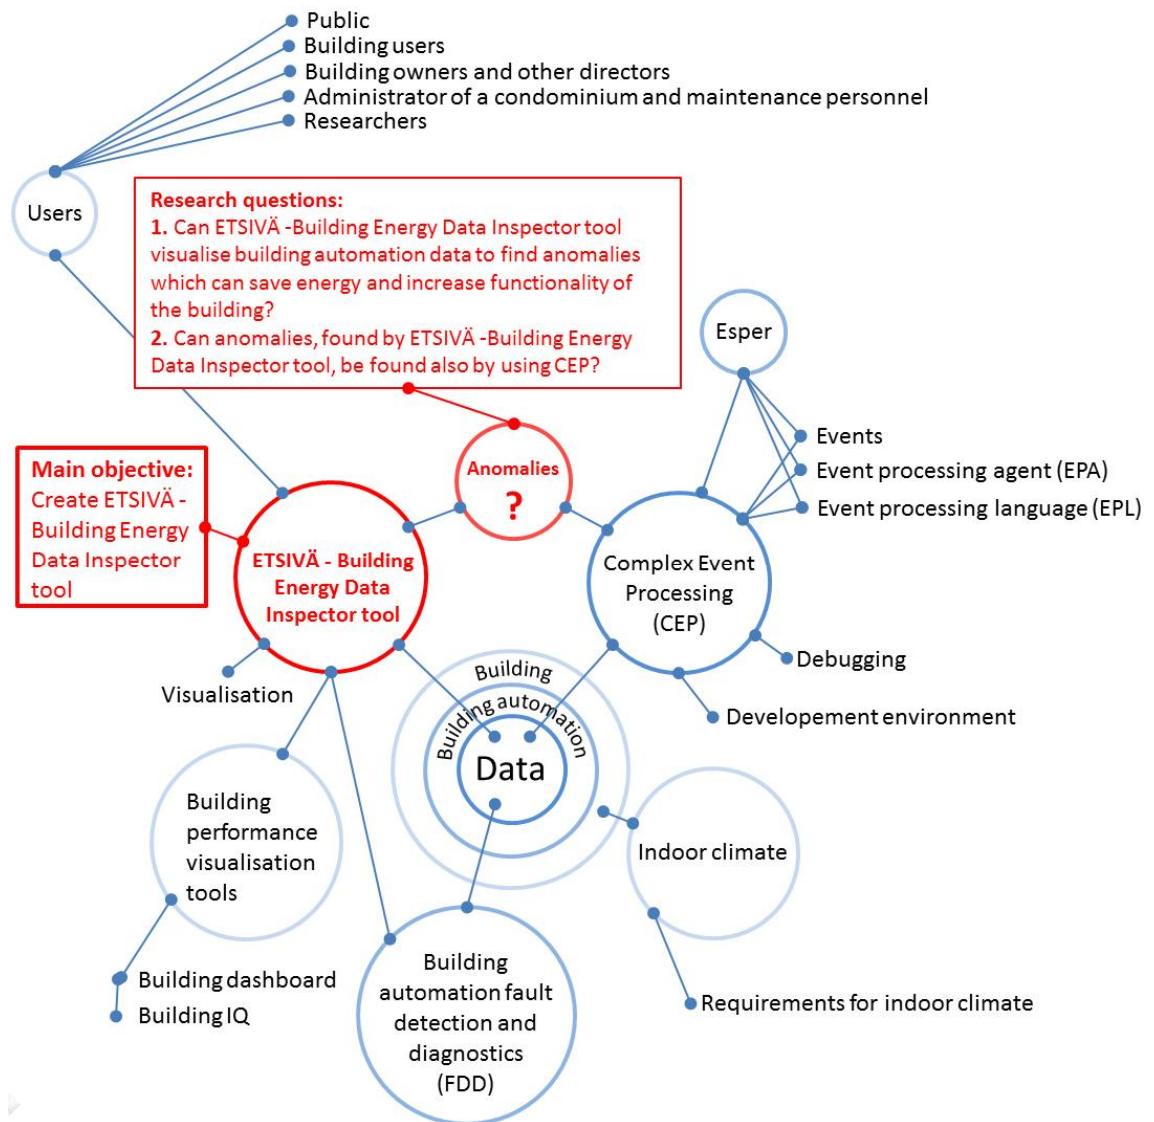 Public
Building users
Building owners and other directors
Administrator of a condominium and maintenance personnel
Researchers
Users
Research questions:
1. Can ETSIVÄ -Building Energy Data Inspector tool
visualise building automation data to find anomalies
which can save energy and increase functionality of
the building?
2. Can anomalies, found by ETSIVÄ -Building Energy
Data Inspector tool, be found also by using CEP?
Esper
Events
Event processing agent (EPA)
Event processing language (EPL)
Main objective:
Create ETSIVÄ -
Building Energy
Data Inspector
tool
Anomalies
?
ETSIVÄ - Building
Energy Data
Inspector tool
Complex Event
Processing
(CEP)
Debugging
Developement environment
Visualisation
Building
Building automation
Data
Building
performance
visualisation
tools
Indoor climate
Building dashboard
Building IQ
Building
automation fault
detection and
diagnostics
(FDD)
Requirements for indoor climate